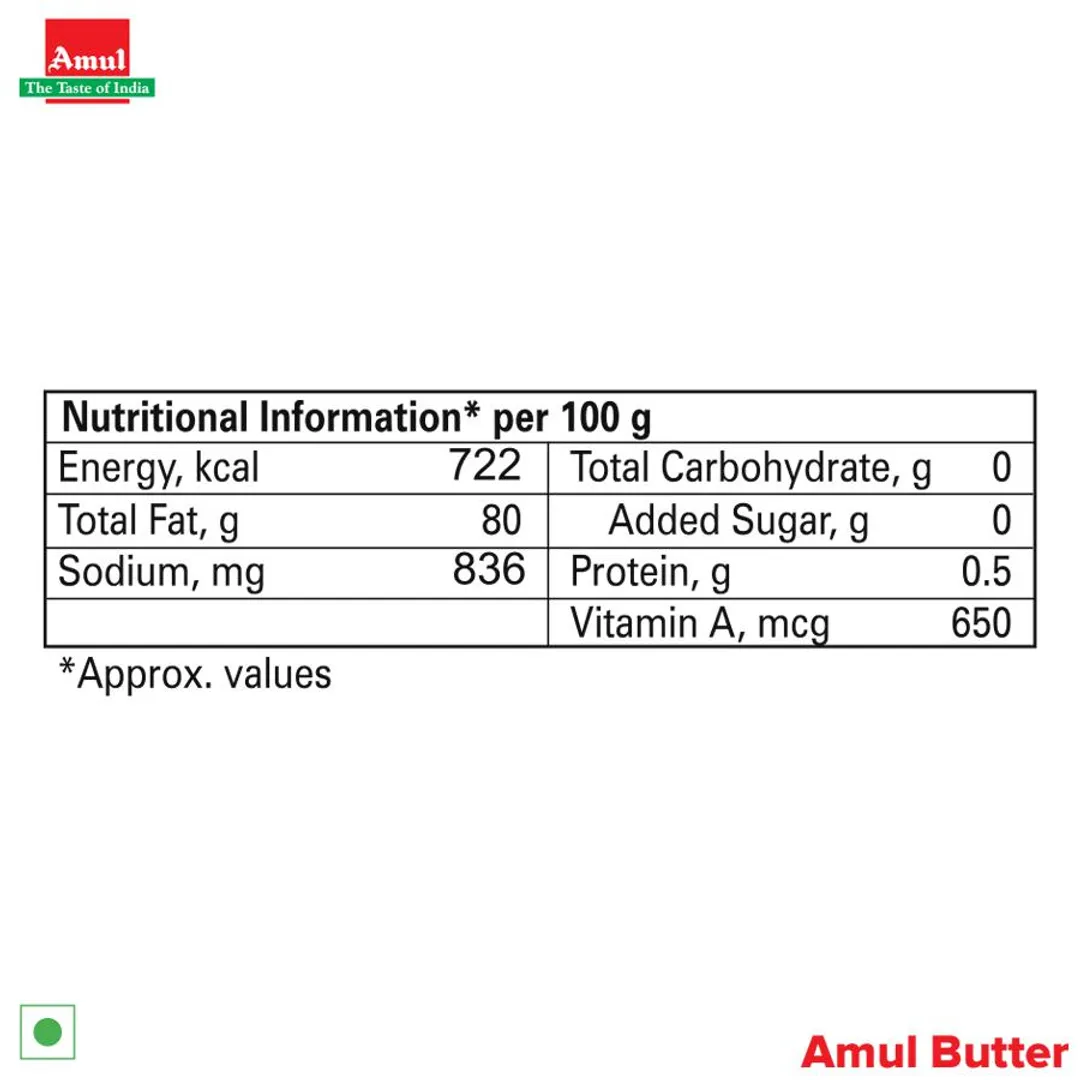 Amul
The Taste of India
Nutritional Information* per 100 g
Energy, kcal 722 Total Carbohydrate, g 0
Total Fat, g 80 Added Sugar, g 0
Sodium, mg 836 Protein, g 0.5
Vitamin A, mcg 650
*Approx. values
Amul Butter